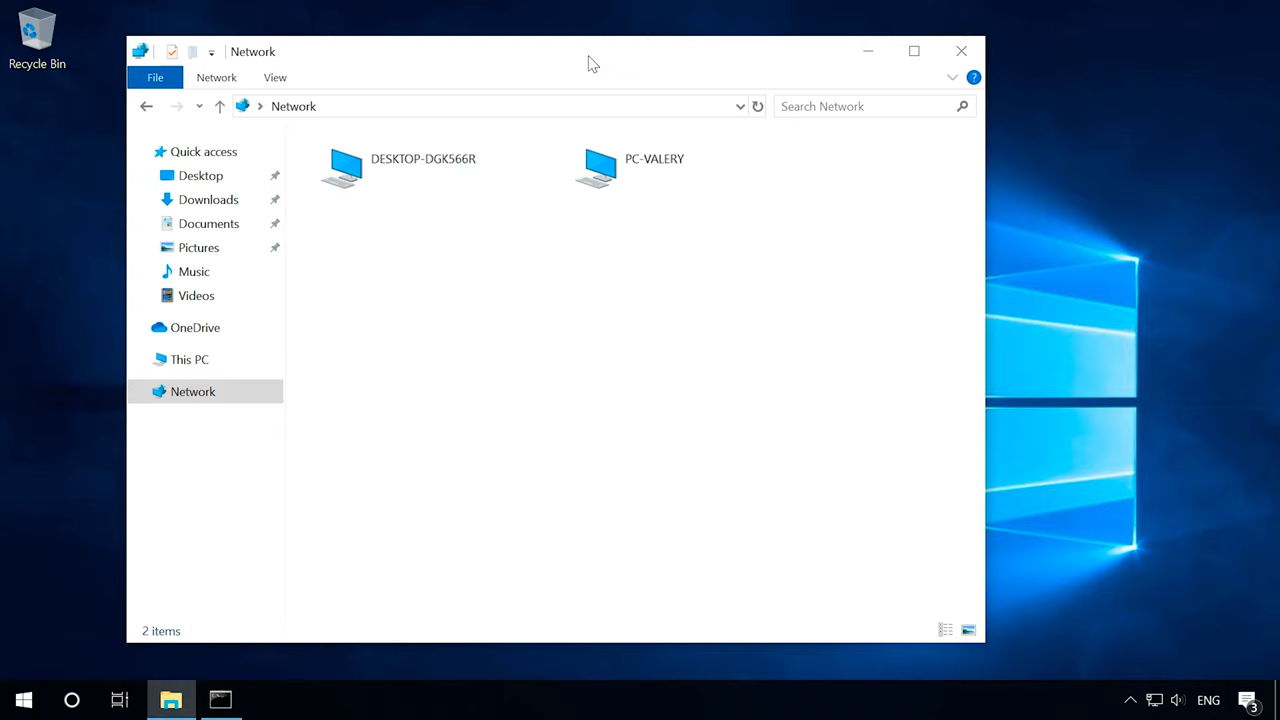 Recycle Bin
Network
File
Network
View
Network
Search Network
Quick access
Desktop
Downloads
Documents
Pictures
Music
Videos
OneDrive
This PC
Network
DESKTOP-DGK566R
PC-VALERY
2 items
ENG
3